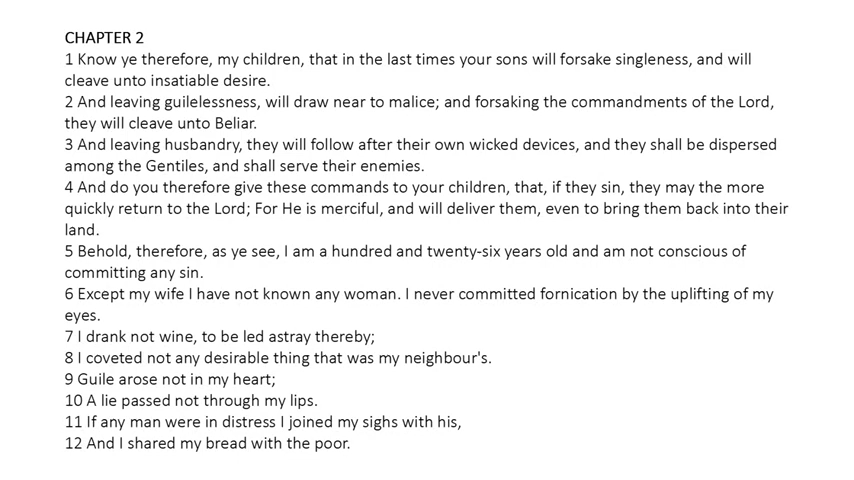 CHAPTER 2
1 Know ye therefore, my children, that in the last times your sons will forsake singleness, and will
cleave unto insatiable desire.
2 And leaving guilelessness, will draw near to malice; and forsaking the commandments of the Lord,
they will cleave unto Beliar.
3 And leaving husbandry, they will follow after their own wicked devices, and they shall be dispersed
among the Gentiles, and shall serve their enemies.
4 And do you therefore give these commands to your children, that, if they sin, they may the more
quickly return to the Lord; For He is merciful, and will deliver them, even to bring them back into their
land.
5 Behold, therefore, as ye see, I am a hundred and twenty-six years old and am not conscious of
committing any sin.
6 Except my wife I have not known any woman. I never committed fornication by the uplifting of my
eyes.
7 I drank not wine, to be led astray thereby;
8 I coveted not any desirable thing that was my neighbour's.
9 Guile arose not in my heart;
10 A lie passed not through my lips.
11 If any man were in distress I joined my sighs with his,
12 And I shared my bread with the poor.